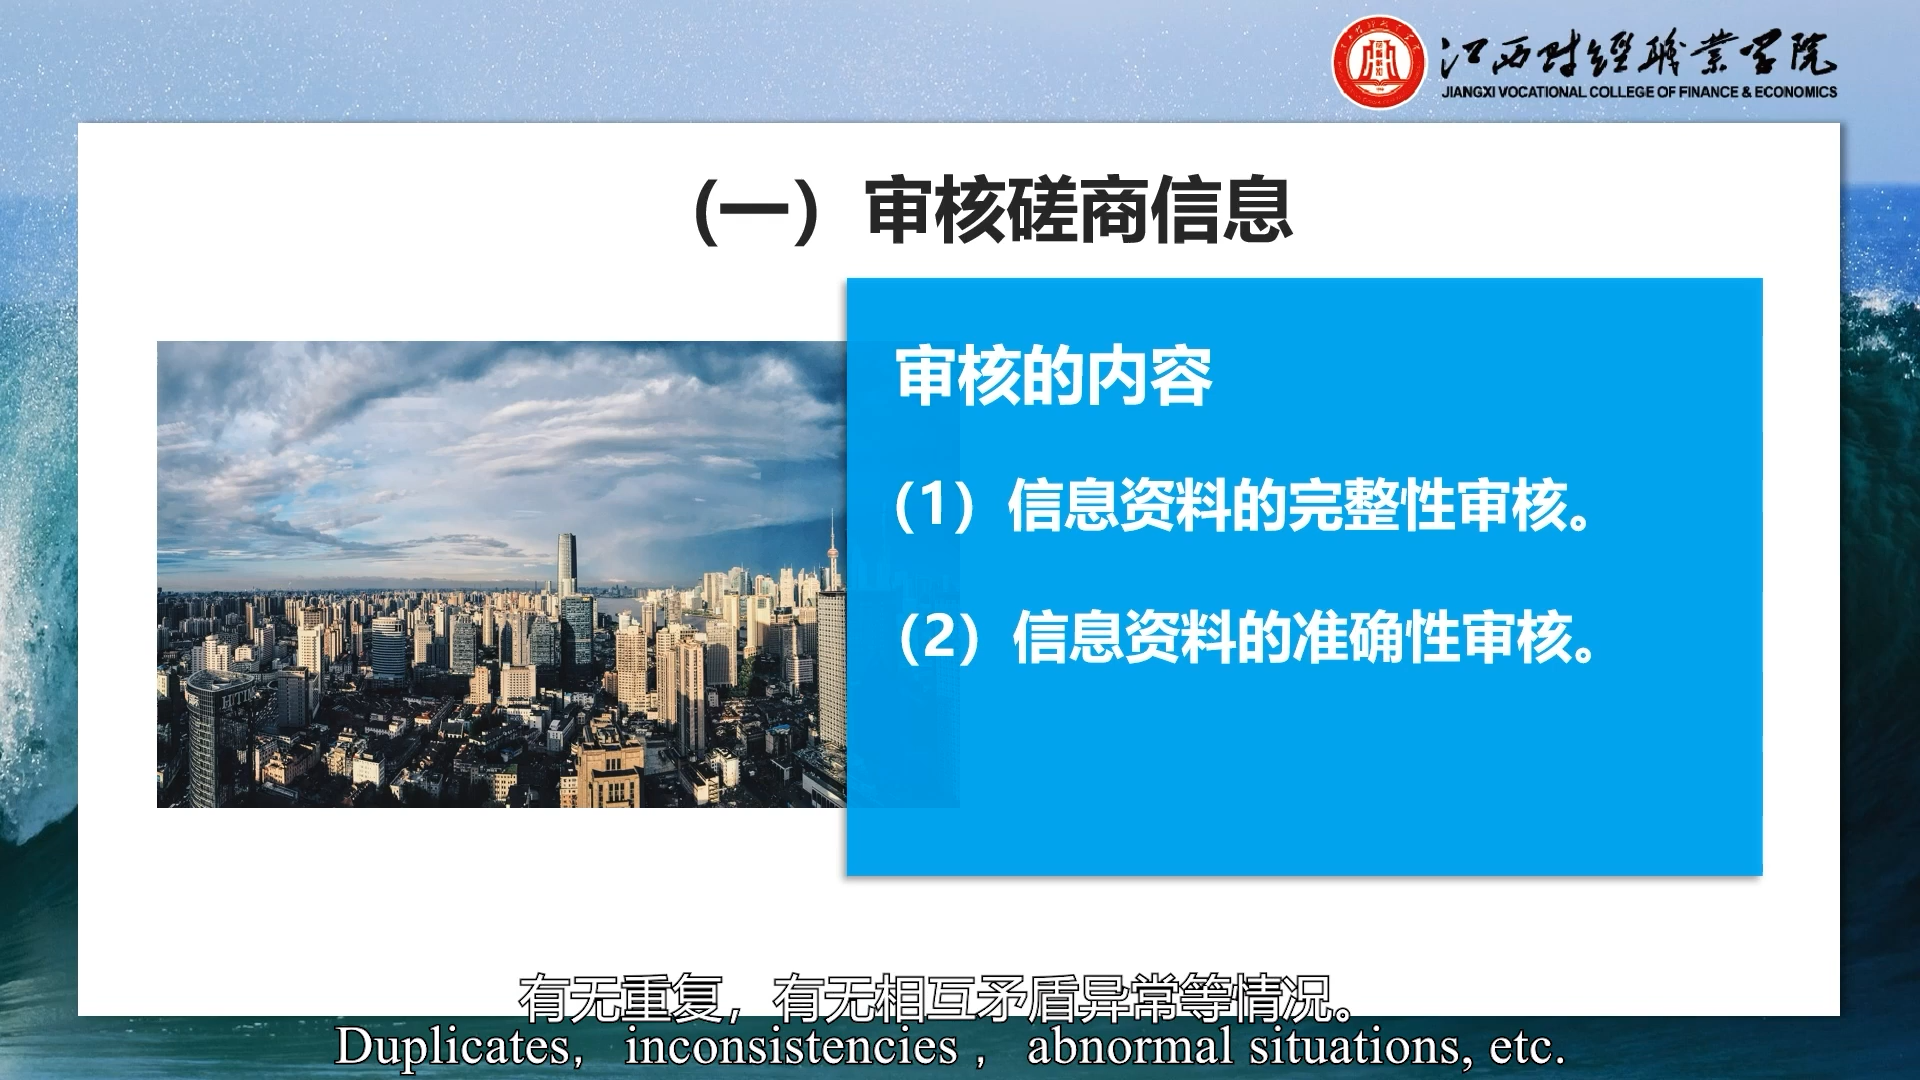 江西财经职业学院
JIANGXI VOCATIONAL COLLEGE OF FINANCE & ECONOMICS
（一）审核磋商信息
审核的内容
（1）信息资料的完整性审核。
（2）信息资料的准确性审核。
有无重复，有无相互矛盾异常等情况。
Duplicates, inconsistencies , abnormal situations, etc.